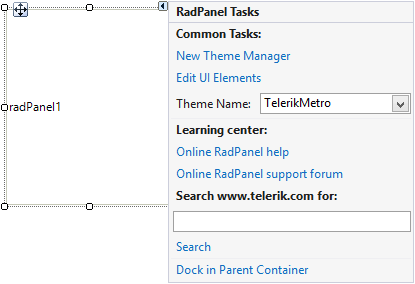 radPanel1
RadPanel Tasks
Common Tasks:
New Theme Manager
Edit UI Elements
Theme Name: TelerikMetro
Learning center:
Online RadPanel help
Online RadPanel support forum
Search www.telerik.com for:
Search
Dock in Parent Container